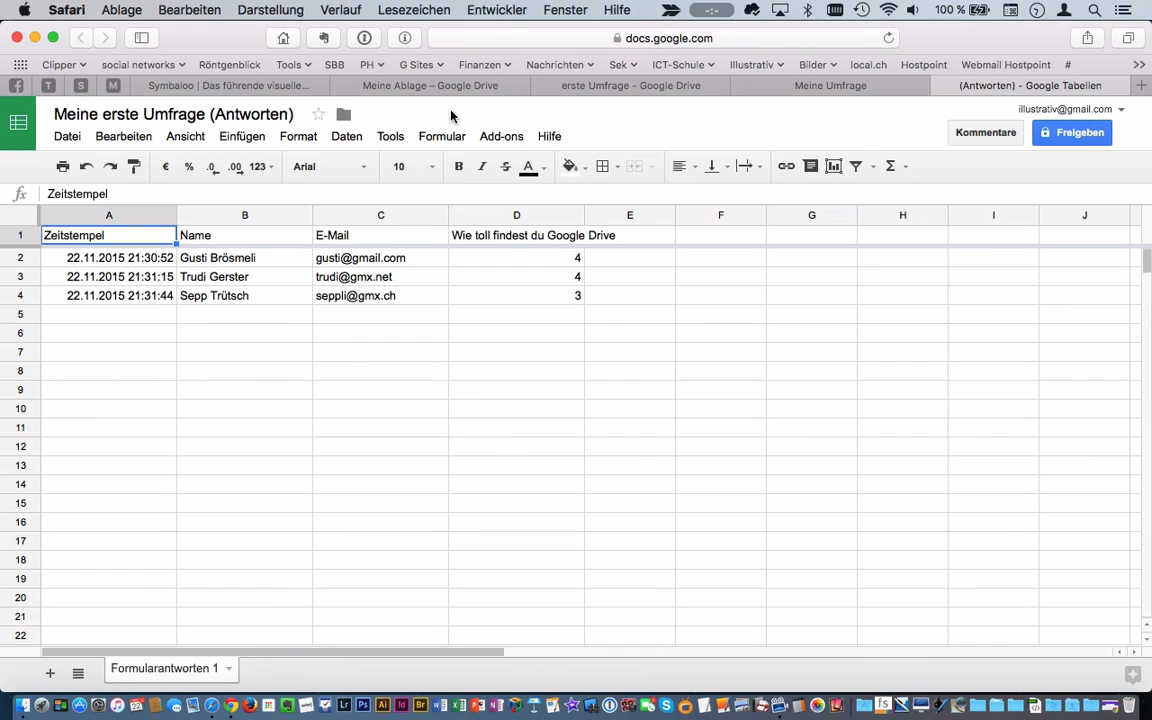 Safari Ablage Bearbeiten Darstellung Verlauf Lesezeichen Entwickler Fenster Hilfe 100 %
docs.google.com
Clipper social networks Röntgenblick Tools SBB PH G Sites Finanzen Nachrichten Sek ICT-Schule Illustrativ Bilder local.ch Hostpoint Webmail Hostpoint # »
T S M Symbaloo | Das führende visuelle... Meine Ablage – Google Drive erste Umfrage - Google Drive Meine Umfrage (Antworten) - Google Tabellen +
Meine erste Umfrage (Antworten) illustrativ@gmail.com
Datei Bearbeiten Ansicht Einfügen Format Daten Tools Formular Add-ons Hilfe Kommentare Freigeben
€ % .0 .00 123 Arial 10 B I S A Σ
fx Zeitstempel
A B C D E F G H I J
1 Zeitstempel Name E-Mail Wie toll findest du Google Drive
2 22.11.2015 21:30:52 Gusti Brösmeli gusti@gmail.com 4
3 22.11.2015 21:31:15 Trudi Gerster trudi@gmx.net 4
4 22.11.2015 21:31:44 Sepp Trütsch seppli@gmx.ch 3
5
6
7
8
9
10
11
12
13
14
15
16
17
18
19
20
21
22
+ Formularantworten 1
Lr Ps Ai Id Br fs